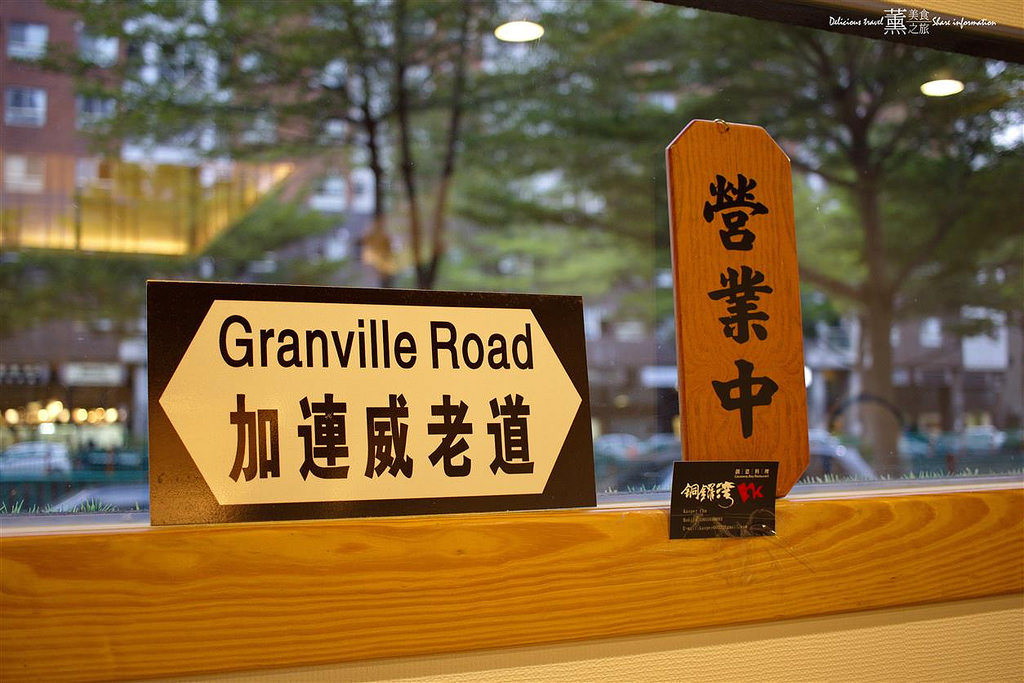 Delicious travel 薰 美食之旅 Share information
Granville Road
加連威老道
營業中
銅鑼灣